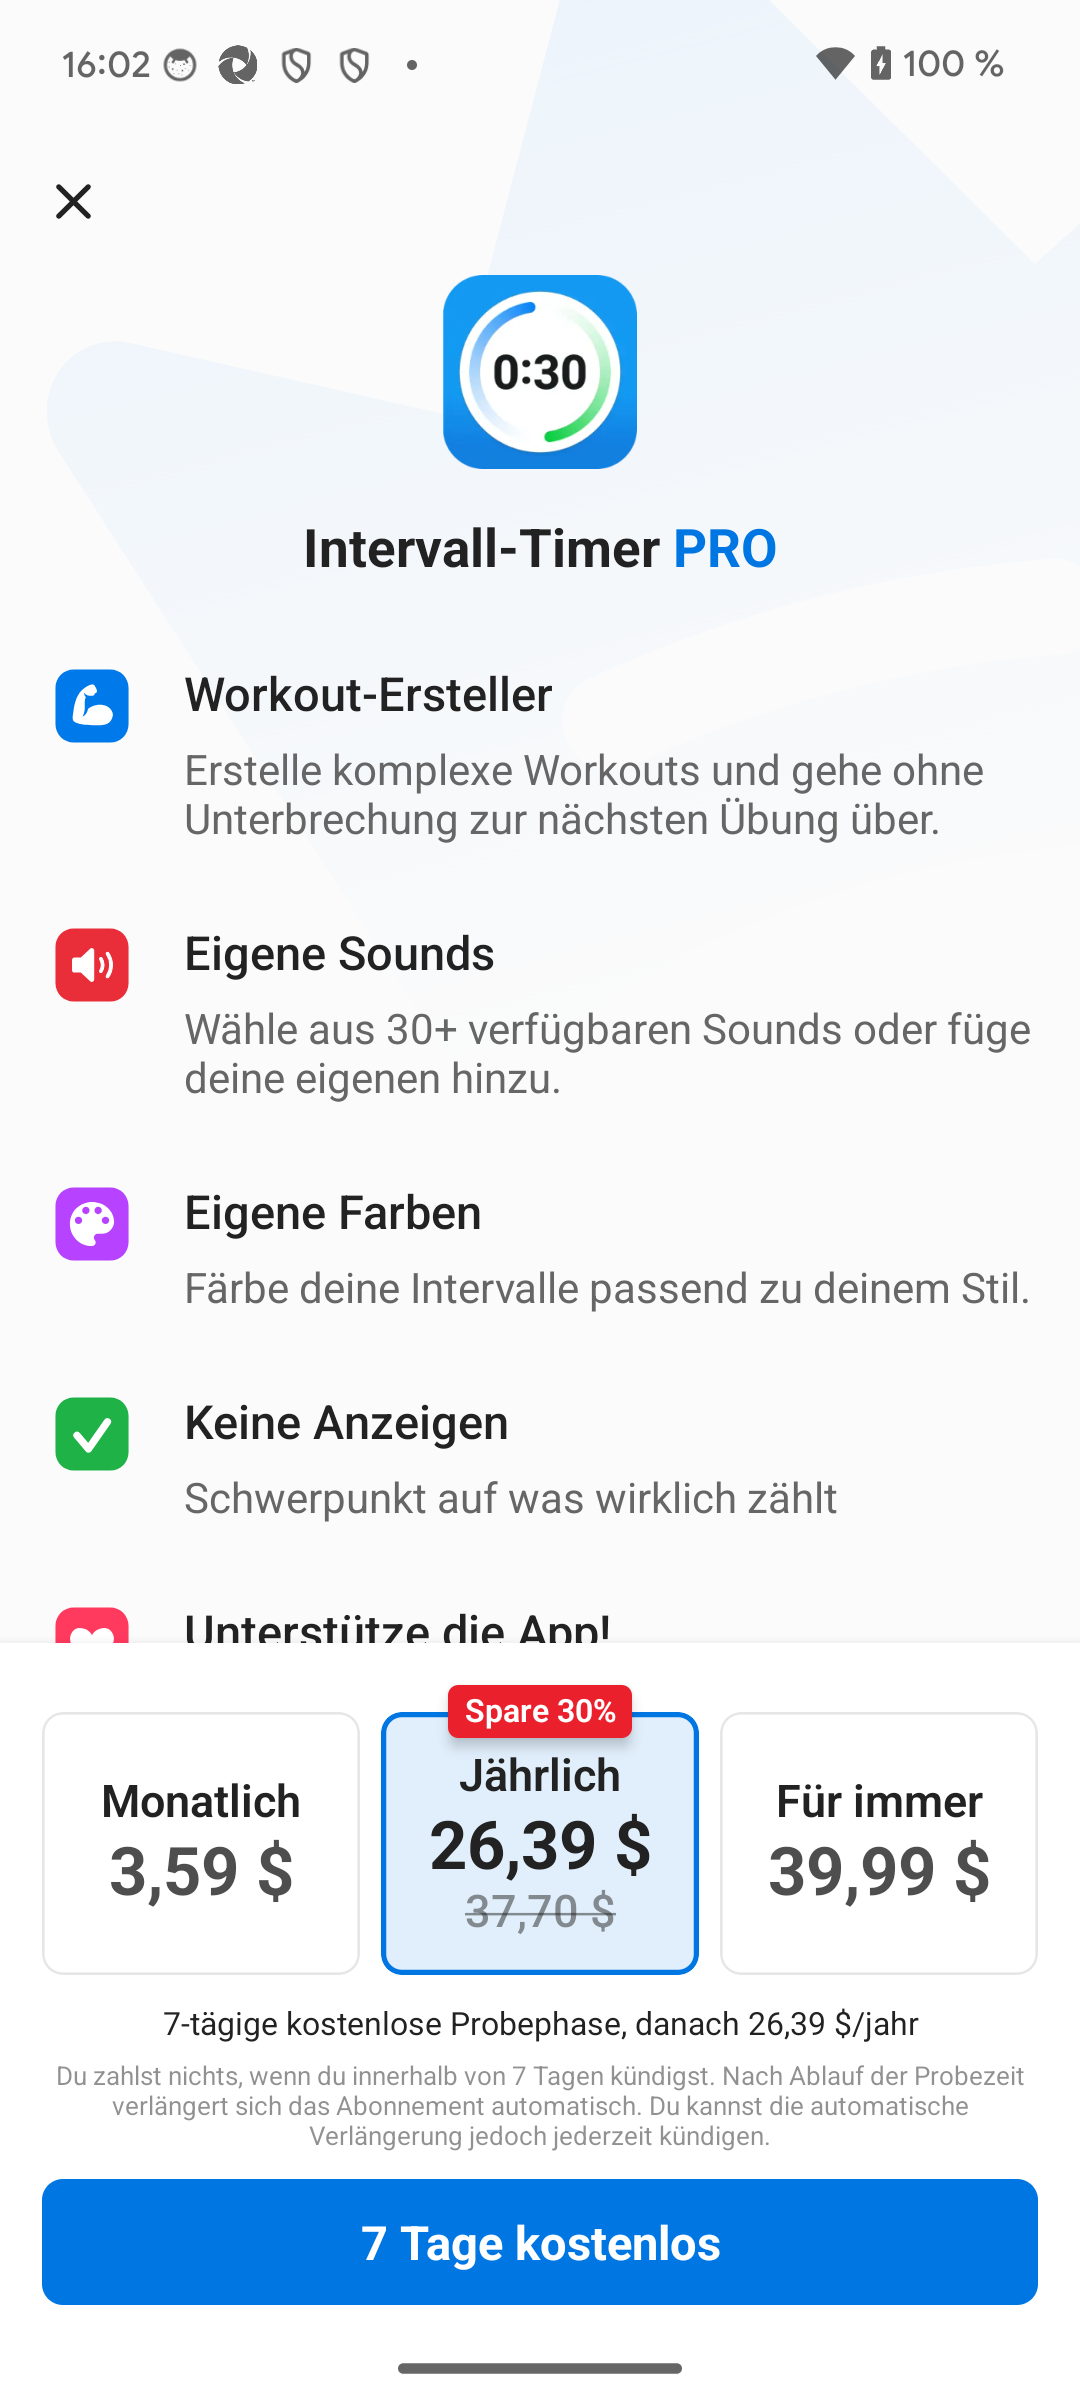 16:02
100 %
0:30
Intervall-Timer PRO
Workout-Ersteller
Erstelle komplexe Workouts und gehe ohne
Unterbrechung zur nächsten Übung über.
Eigene Sounds
Wähle aus 30+ verfügbaren Sounds oder füge
deine eigenen hinzu.
Eigene Farben
Färbe deine Intervalle passend zu deinem Stil.
Keine Anzeigen
Schwerpunkt auf was wirklich zählt
Unterstütze die App!
Spare 30%
Monatlich
3,59 $
Jährlich
26,39 $
37,70 $
Für immer
39,99 $
7-tägige kostenlose Probephase, danach 26,39 $/jahr
Du zahlst nichts, wenn du innerhalb von 7 Tagen kündigst. Nach Ablauf der Probezeit
verlängert sich das Abonnement automatisch. Du kannst die automatische
Verlängerung jedoch jederzeit kündigen.
7 Tage kostenlos